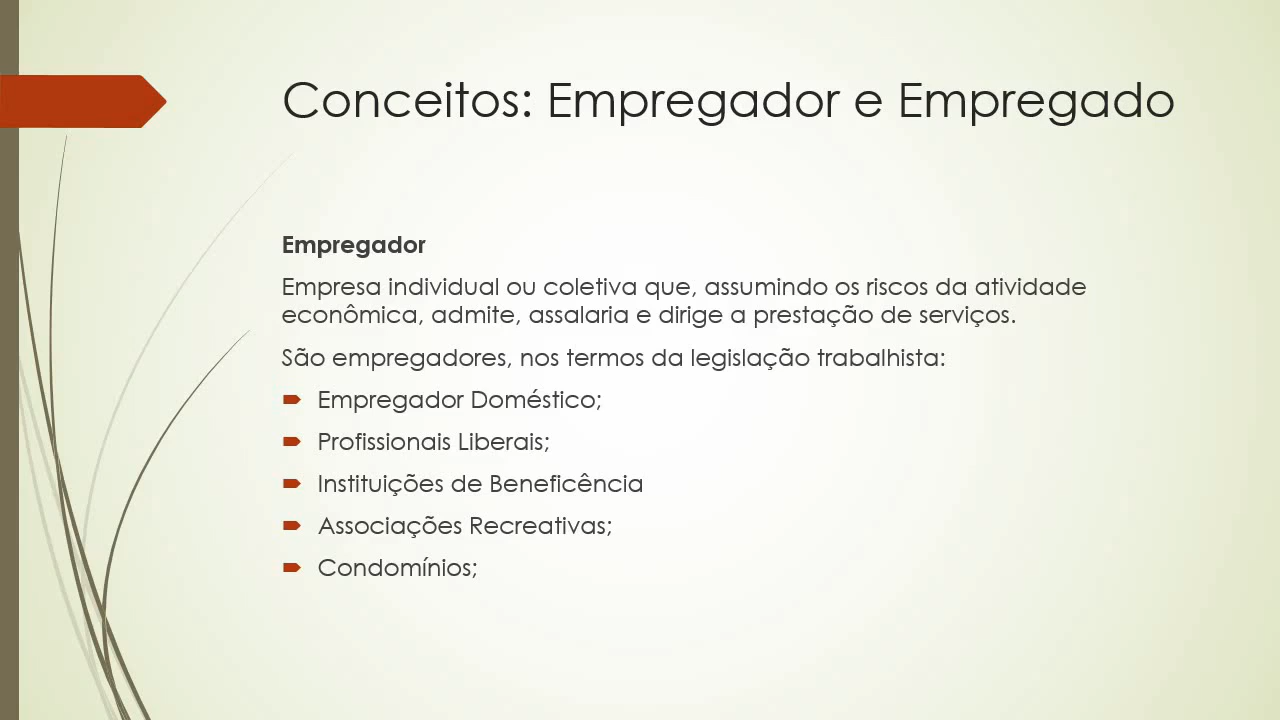 Conceitos: Empregador e Empregado
Empregador
Empresa individual ou coletiva que, assumindo os riscos da atividade
econômica, admite, assalaria e dirige a prestação de serviços.
São empregadores, nos termos da legislação trabalhista:
Empregador Doméstico;
Profissionais Liberais;
Instituições de Beneficência
Associações Recreativas;
Condomínios;